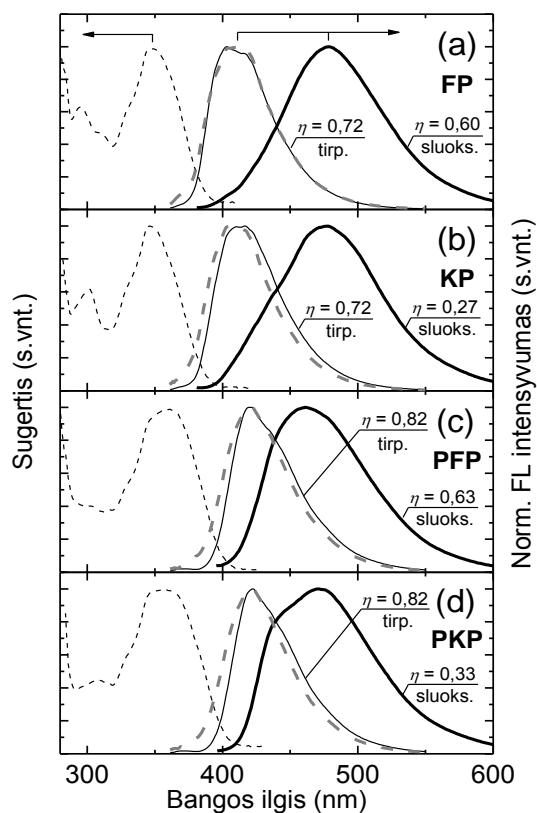 (a)
FP
η = 0,72
tirp.
η = 0,60
sluoks.
(b)
KP
η = 0,72
tirp.
η = 0,27
sluoks.
(c)
PFP
η = 0,82
tirp.
η = 0,63
sluoks.
(d)
PKP
η = 0,82
tirp.
η = 0,33
sluoks.
Sugertis (s.vnt.)
Norm. FL intensyvumas (s.vnt.)
300 400 500 600
Bangos ilgis (nm)